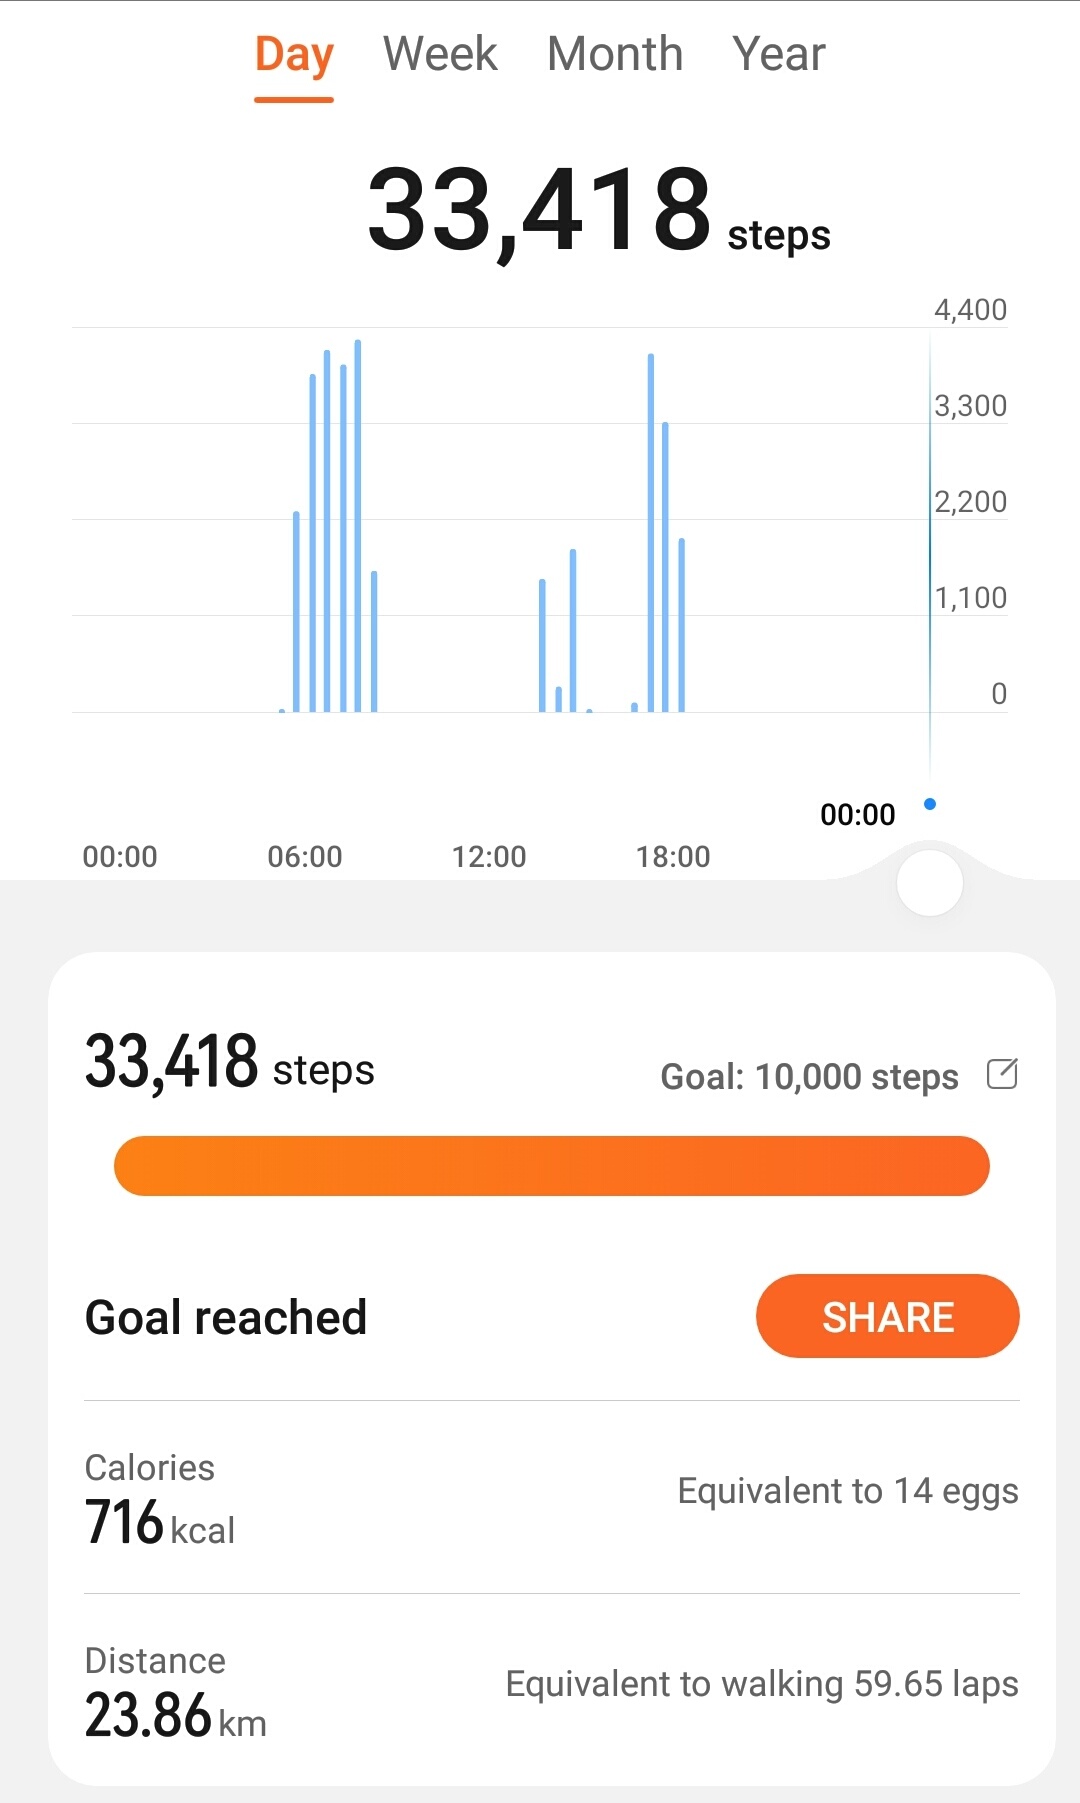 Day Week Month Year
33,418 steps
4,400
3,300
2,200
1,100
0
00:00
00:00 06:00 12:00 18:00
33,418 steps
Goal: 10,000 steps
Goal reached
SHARE
Calories
716 kcal
Equivalent to 14 eggs
Distance
23.86 km
Equivalent to walking 59.65 laps